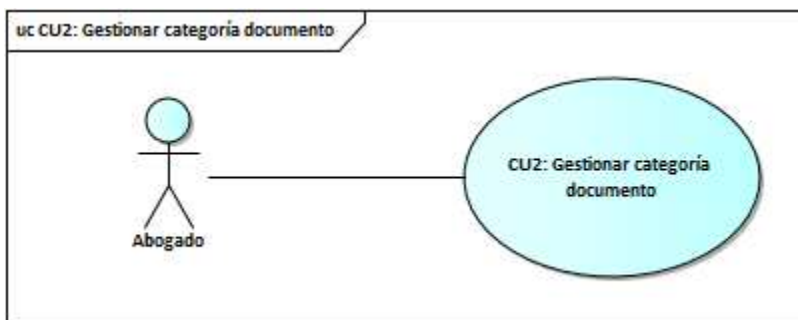 uc CU2: Gestionar categoría documento
CU2: Gestionar categoría
documento
Abogado